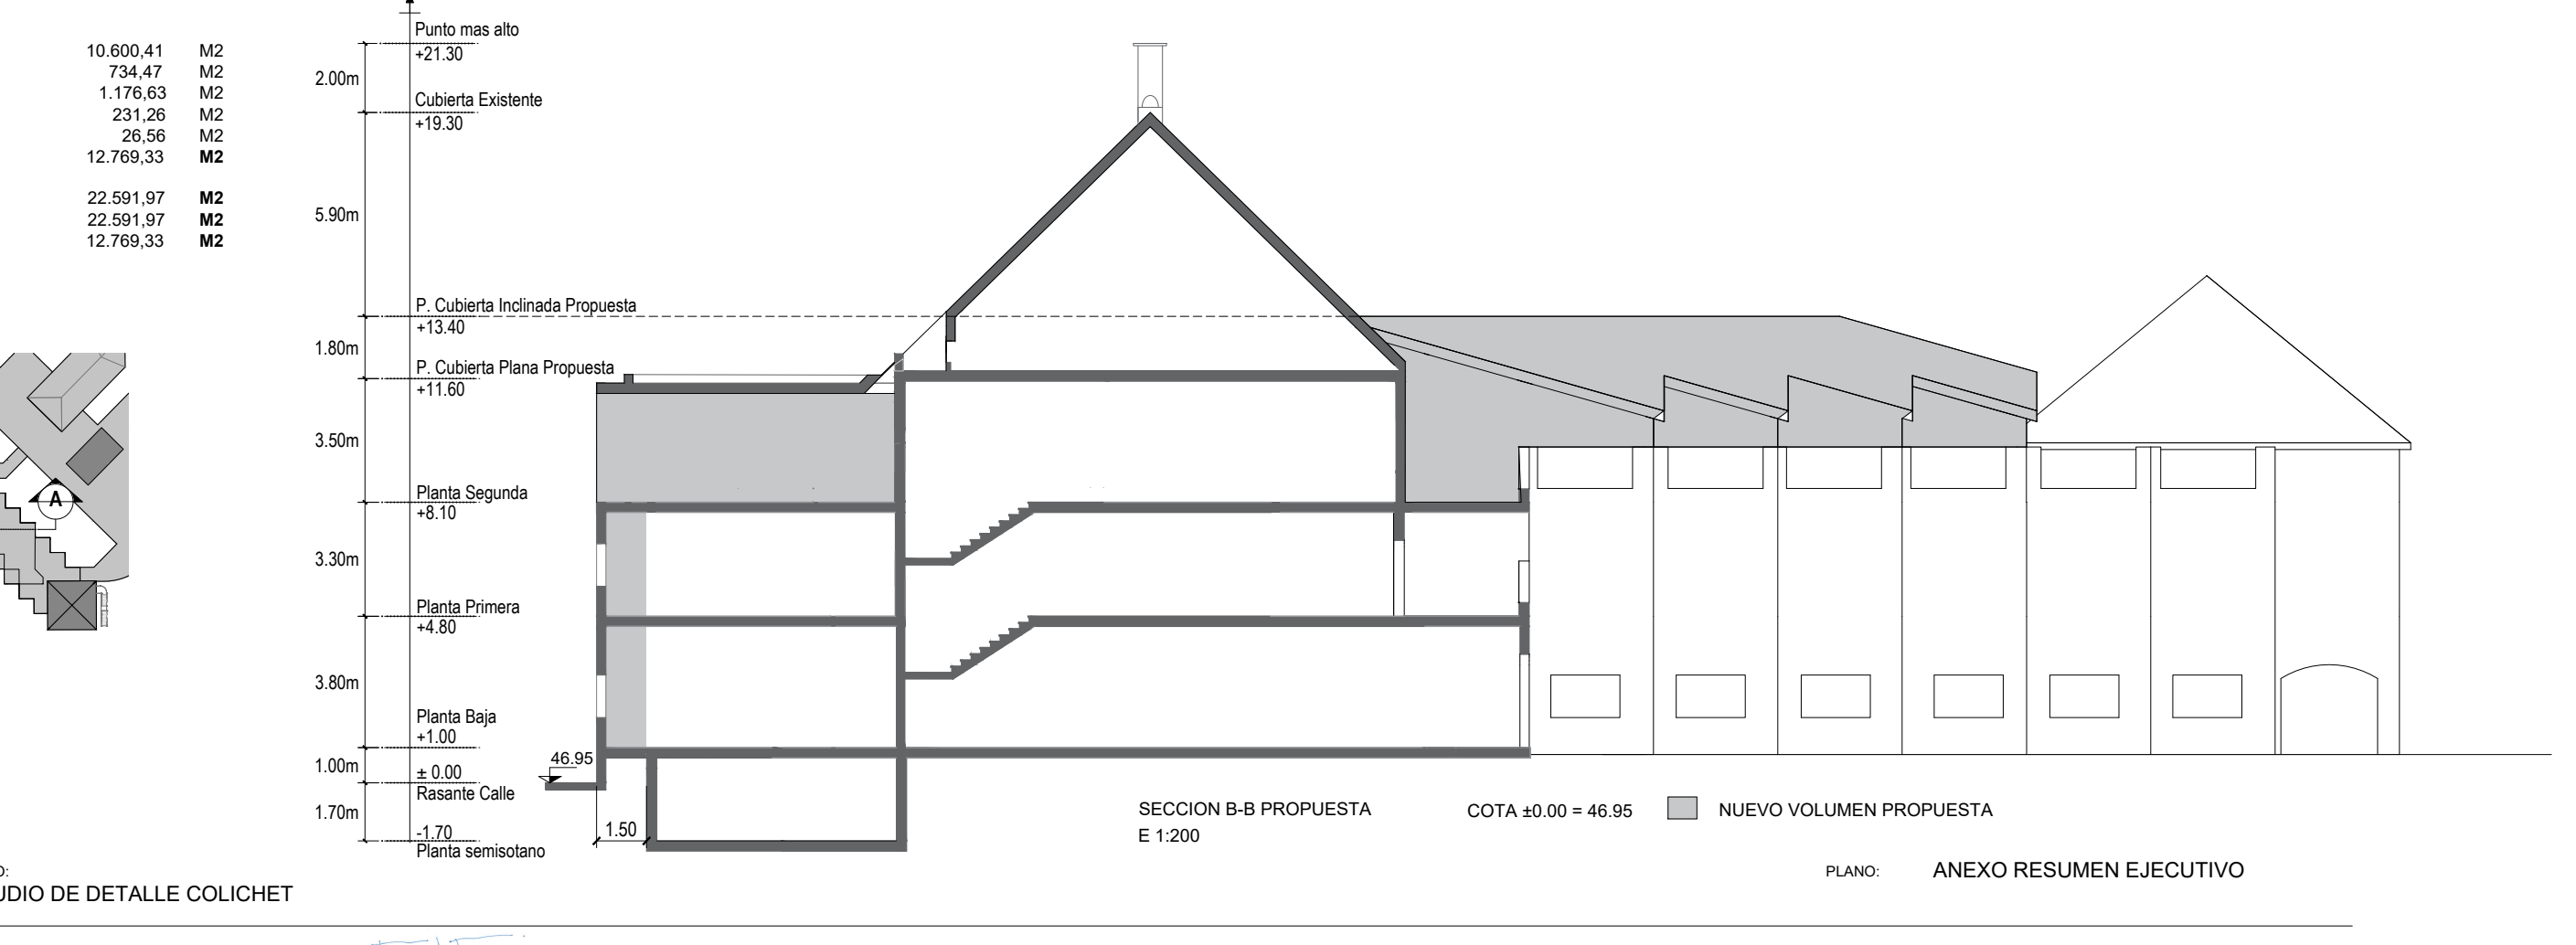 10.600,41 M2
734,47 M2
1.176,63 M2
231,26 M2
26,56 M2
12.769,33 M2
22.591,97 M2
22.591,97 M2
12.769,33 M2
A
Punto mas alto
+21.30
2.00m
Cubierta Existente
+19.30
5.90m
P. Cubierta Inclinada Propuesta
+13.40
1.80m
P. Cubierta Plana Propuesta
+11.60
3.50m
Planta Segunda
+8.10
3.30m
Planta Primera
+4.80
3.80m
Planta Baja
+1.00
1.00m
± 0.00
Rasante Calle
1.70m
-1.70
Planta semisotano
46.95
1.50
SECCION B-B PROPUESTA
E 1:200
COTA ±0.00 = 46.95
NUEVO VOLUMEN PROPUESTA
O:
UDIO DE DETALLE COLICHET
PLANO: ANEXO RESUMEN EJECUTIVO